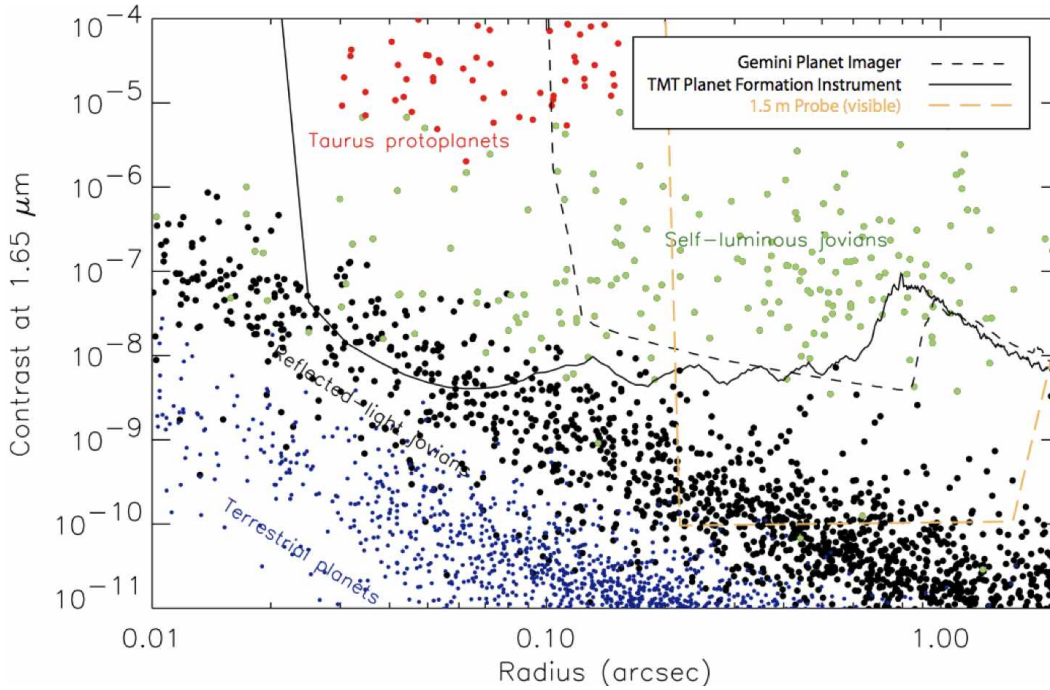 10⁻⁴
10⁻⁵
10⁻⁶
10⁻⁷
10⁻⁸
10⁻⁹
10⁻¹⁰
10⁻¹¹
Contrast at 1.65 μm
Gemini Planet Imager
TMT Planet Formation Instrument
1.5 m Probe (visible)
Taurus protoplanets
Self-luminous jovians
Reflected-light jovians
Terrestrial planets
0.01
0.10
1.00
Radius (arcsec)